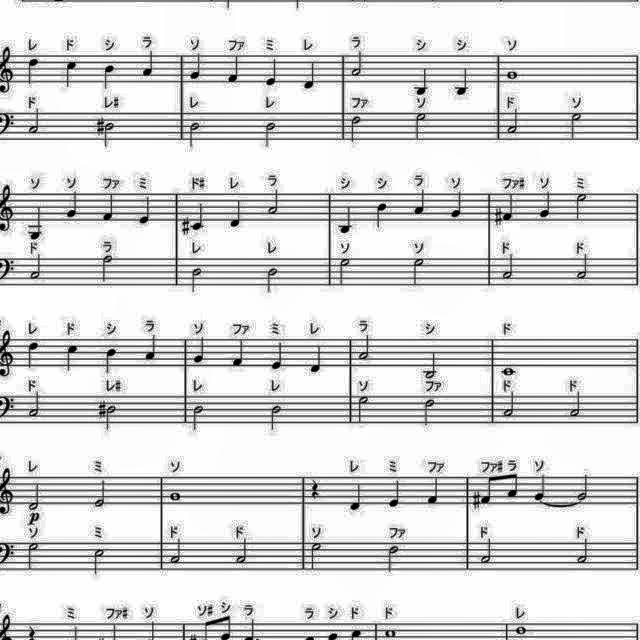 レ ド シ ラ ソ ファ ミ レ ラ シ シ ソ
ド レ# レ レ ファ ソ ド ソ
ソ ソ ファ ミ ド# レ ラ シ シ ラ ソ ファ# ソ ミ
ド ラ レ レ ソ ソ ド ド
レ ド シ ラ ソ ファ ミ レ ラ シ ド
ド レ# レ レ ソ ファ ド ド
レ ミ ソ レ ミ ファ ファ# ラ ソ
p
ソ ミ ド ド ソ ファ ド ド
ミ ファ# ソ ソ# シ ラ ラ シ ド ド レ